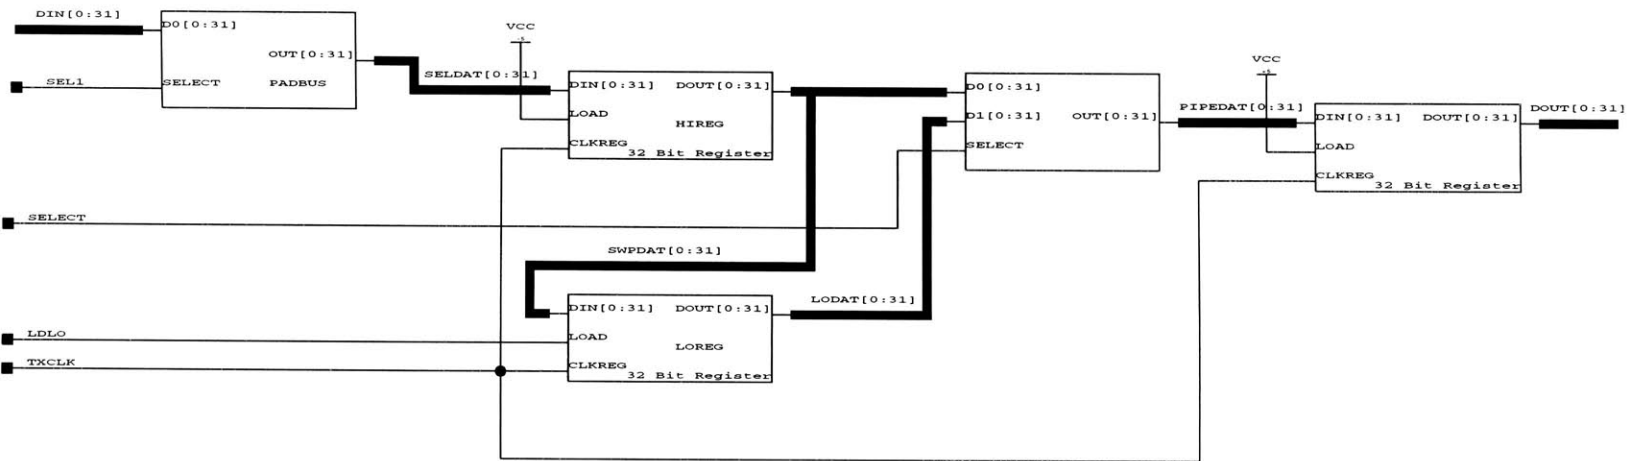 DIN[0:31]
D0[0:31]
OUT[0:31]
SEL1
SELECT
PADBUS
VCC
+5
SELDAT[0:31]
DIN[0:31] DOUT[0:31]
LOAD
HIREG
CLKREG
32 Bit Register
D0[0:31]
D1[0:31] OUT[0:31]
SELECT
VCC
+5
PIPEDAT[0:31]
DIN[0:31] DOUT[0:31]
LOAD
CLKREG
32 Bit Register
DOUT[0:31]
SELECT
SWPDAT[0:31]
DIN[0:31] DOUT[0:31]
LODAT[0:31]
LDLO
LOAD
LOREG
TXCLK
CLKREG
32 Bit Register